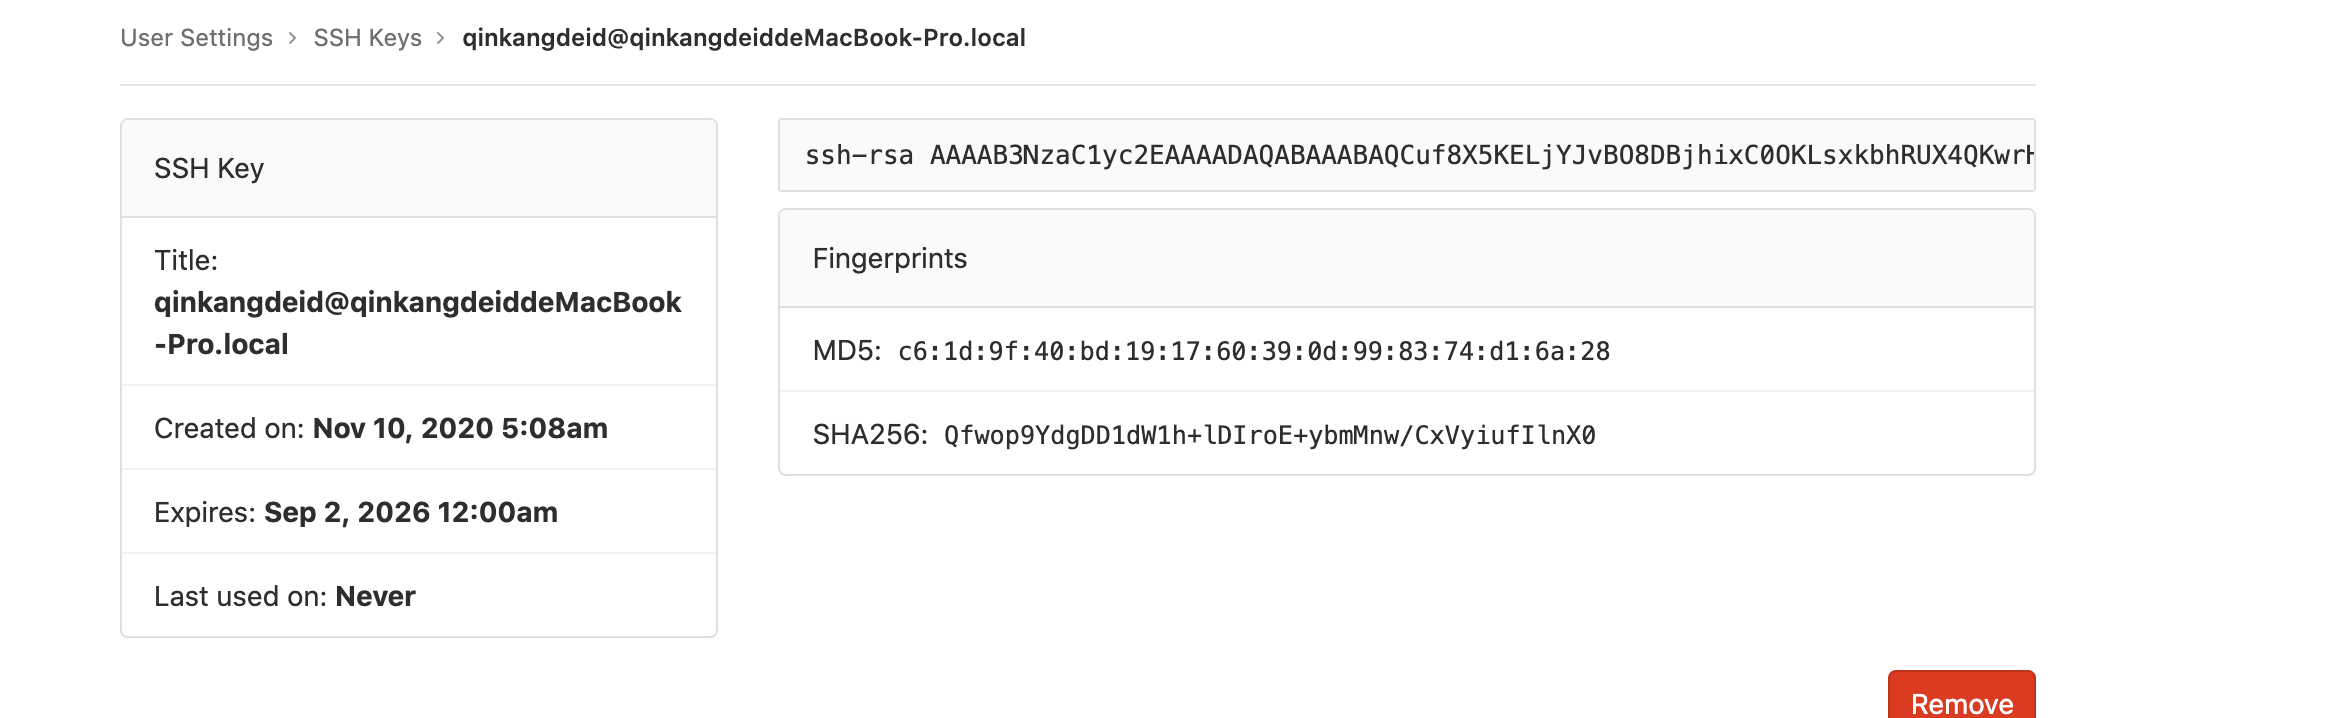 User Settings > SSH Keys > qinkangdeid@qinkangdeiddeMacBook-Pro.local
SSH Key
Title:
qinkangdeid@qinkangdeiddeMacBook
-Pro.local
Created on: Nov 10, 2020 5:08am
Expires: Sep 2, 2026 12:00am
Last used on: Never
ssh-rsa AAAAB3NzaC1yc2EAAAADAQABAAABAQCuf8X5KELjYJvBO8DBjhixC0OKLsxkbhRUX4QKwrH
Fingerprints
MD5: c6:1d:9f:40:bd:19:17:60:39:0d:99:83:74:d1:6a:28
SHA256: Qfwop9YdgDD1dW1h+lDIroE+ybmMnw/CxVyiufIlnX0
Remove